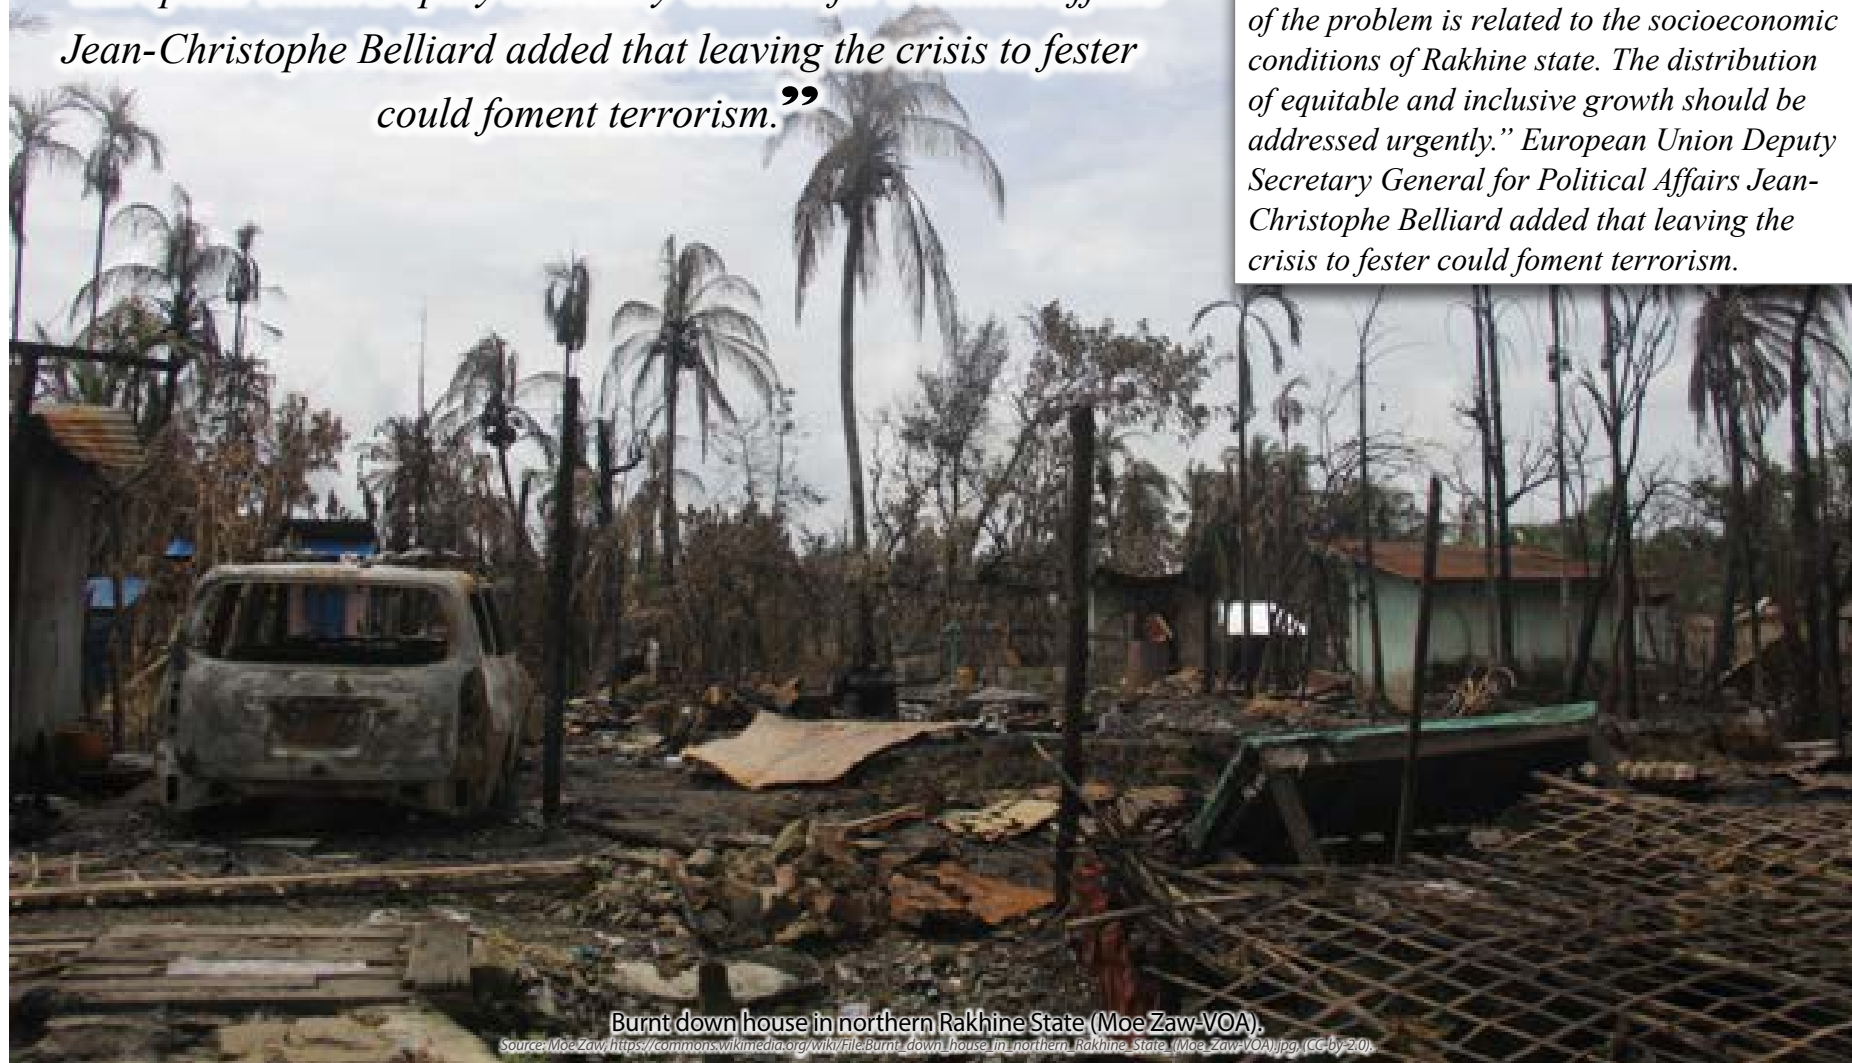 Jean-Christophe Belliard added that leaving the crisis to fester
could foment terrorism.”
of the problem is related to the socioeconomic
conditions of Rakhine state. The distribution
of equitable and inclusive growth should be
addressed urgently.” European Union Deputy
Secretary General for Political Affairs Jean-
Christophe Belliard added that leaving the
crisis to fester could foment terrorism.
Burnt down house in northern Rakhine State (Moe Zaw-VOA).
Source: Moe Zaw, https://commons.wikimedia.org/wiki/File:Burnt_down_house_in_northern_Rakhine_State_(Moe_Zaw-VOA).jpg, (CC-by-2.0).